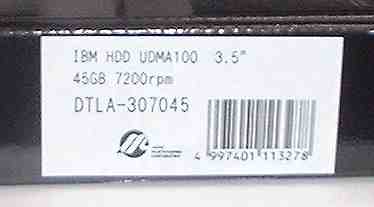 IBM HDD UDMA100 3.5"
45GB 7200rpm
DTLA-307045
4 997401 113278